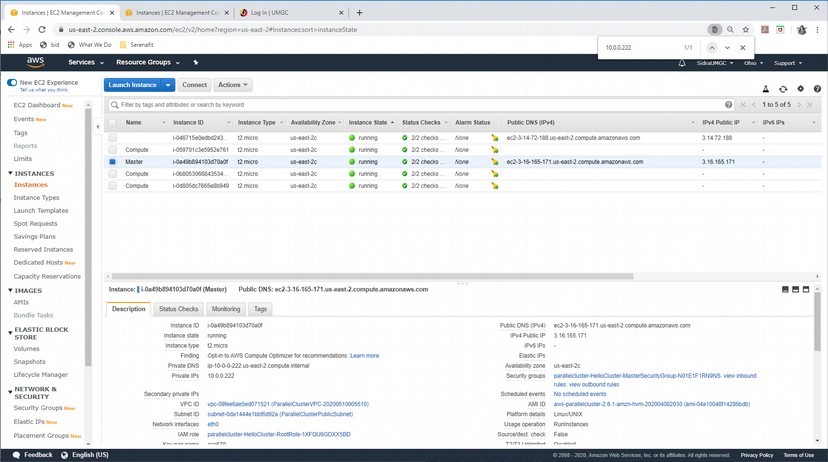 Instances | EC2 Management Con
Instances | EC2 Management Con
Log In | UMGC
us-east-2.console.aws.amazon.com/ec2/v2/home?region=us-east-2#Instances:sort=instanceState
Apps bid What We Do Serenafit
10.0.0.222 1/1
aws Services Resource Groups SidraUMGC Ohio Support
New EC2 Experience
Tell us what you think
EC2 Dashboard New
Events New
Tags
Reports
Limits
INSTANCES
Instances
Instance Types
Launch Templates
Spot Requests
Savings Plans
Reserved Instances
Dedicated Hosts New
Capacity Reservations
IMAGES
AMIs
Bundle Tasks
ELASTIC BLOCK STORE
Volumes
Snapshots
Lifecycle Manager
NETWORK & SECURITY
Security Groups New
Elastic IPs New
Placement Groups New
Launch Instance Connect Actions
Filter by tags and attributes or search by keyword 1 to 5 of 5
Name Instance ID Instance Type Availability Zone Instance State Status Checks Alarm Status Public DNS (IPv4) IPv4 Public IP IPv6 IPs
i-046715e0edbd243... t2.micro us-east-2c running 2/2 checks ... None ec2-3-14-72-188.us-east-2.compute.amazonaws.com 3.14.72.188 -
Compute i-059701c3e5952e761 t2.micro us-east-2c running 2/2 checks ... None - -
Master i-0a49b894103d70a0f t2.micro us-east-2c running 2/2 checks ... None ec2-3-16-165-171.us-east-2.compute.amazonaws.com 3.16.165.171 -
Compute i-0b8053066843534... t2.micro us-east-2c running 2/2 checks ... None - -
Compute i-0d805dc7665e8b949 t2.micro us-east-2c running 2/2 checks ... None - -
Instance: i-0a49b894103d70a0f (Master) Public DNS: ec2-3-16-165-171.us-east-2.compute.amazonaws.com
Description Status Checks Monitoring Tags
Instance ID i-0a49b894103d70a0f Public DNS (IPv4) ec2-3-16-165-171.us-east-2.compute.amazonaws.com
Instance state running IPv4 Public IP 3.16.165.171
Instance type t2.micro IPv6 IPs -
Finding Opt-in to AWS Compute Optimizer for recommendations. Learn more Elastic IPs
Private DNS ip-10-0-0-222.us-east-2.compute.internal Availability zone us-east-2c
Private IPs 10.0.0.222 Security groups parallelcluster-HelloCluster-MasterSecurityGroup-N01E1F1RN9NS. view inbound rules. view outbound rules
Secondary private IPs Scheduled events No scheduled events
VPC ID vpc-09fee6ae5ed071521 (ParallelClusterVPC-20200510005510) AMI ID aws-parallelcluster-2.6.1-amzn-hvm-202004082030 (ami-04a10048f14286bdb)
Subnet ID subnet-0da1444e1bbf6d92a (ParallelClusterPublicSubnet) Platform details Linux/UNIX
Network interfaces eth0 Usage operation RunInstances
IAM role parallelcluster-HelloCluster-RootRole-1XFQU6GDXX5BD Source/dest. check False
Feedback English (US) © 2008 - 2020, Amazon Web Services, Inc. or its affiliates. All rights reserved. Privacy Policy Terms of Use